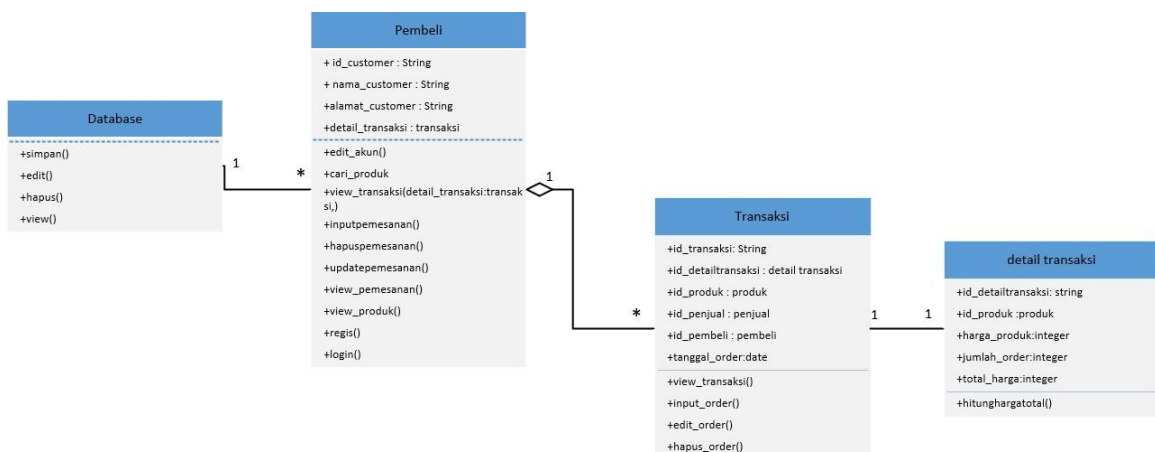 Database
+simpan()
+edit()
+hapus()
+view()
1
*
Pembeli
+ id_customer : String
+ nama_customer : String
+alamat_customer : String
+detail_transaksi : transaksi
+edit_akun()
+cari_produk
+view_transaksi(detail_transaksi:transak
si,)
+inputpemesanan()
+hapuspemesanan()
+updatepemesanan()
+view_pemesanan()
+view_produk()
+regis()
+login()
1
*
Transaksi
+id_transaksi: String
+id_detailtransaksi : detail transaksi
+id_produk : produk
+id_penjual : penjual
+id_pembeli : pembeli
+tanggal_order:date
+view_transaksi()
+input_order()
+edit_order()
+hapus_order()
1
1
detail transaksi
+id_detailtransaksi: string
+id_produk :produk
+harga_produk:integer
+jumlah_order:integer
+total_harga:integer
+hitunghargatotal()